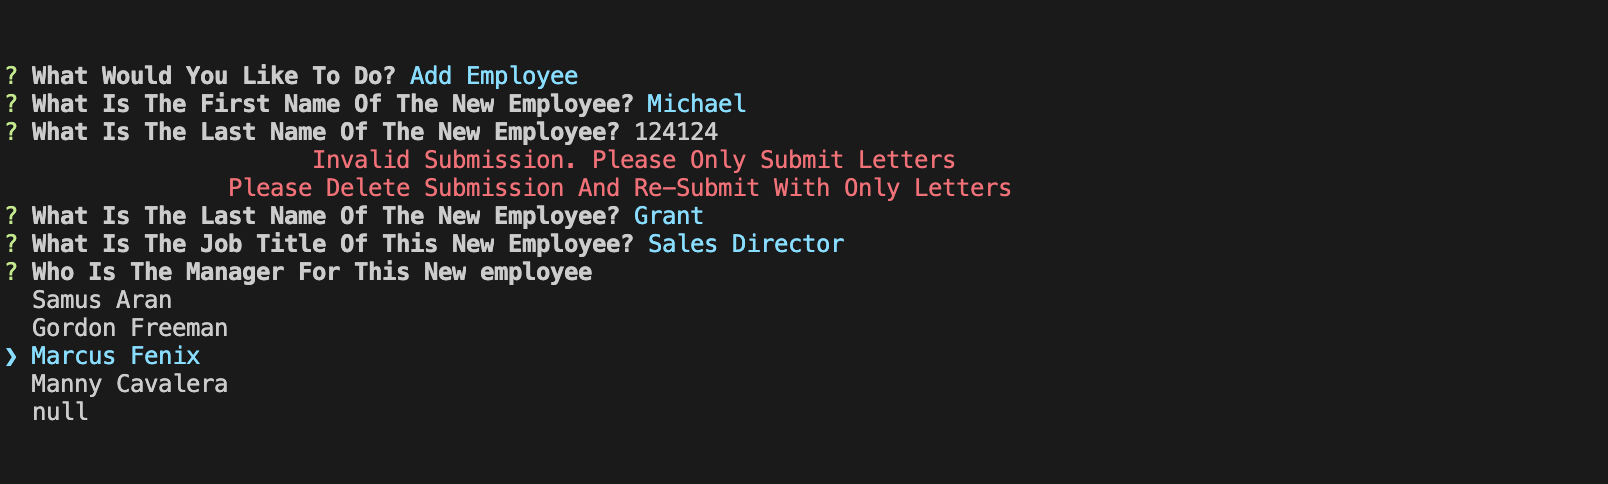 ? What Would You Like To Do? Add Employee
? What Is The First Name Of The New Employee? Michael
? What Is The Last Name Of The New Employee? 124124
Invalid Submission. Please Only Submit Letters
Please Delete Submission And Re-Submit With Only Letters
? What Is The Last Name Of The New Employee? Grant
? What Is The Job Title Of This New Employee? Sales Director
? Who Is The Manager For This New employee
Samus Aran
Gordon Freeman
❯ Marcus Fenix
Manny Cavalera
null